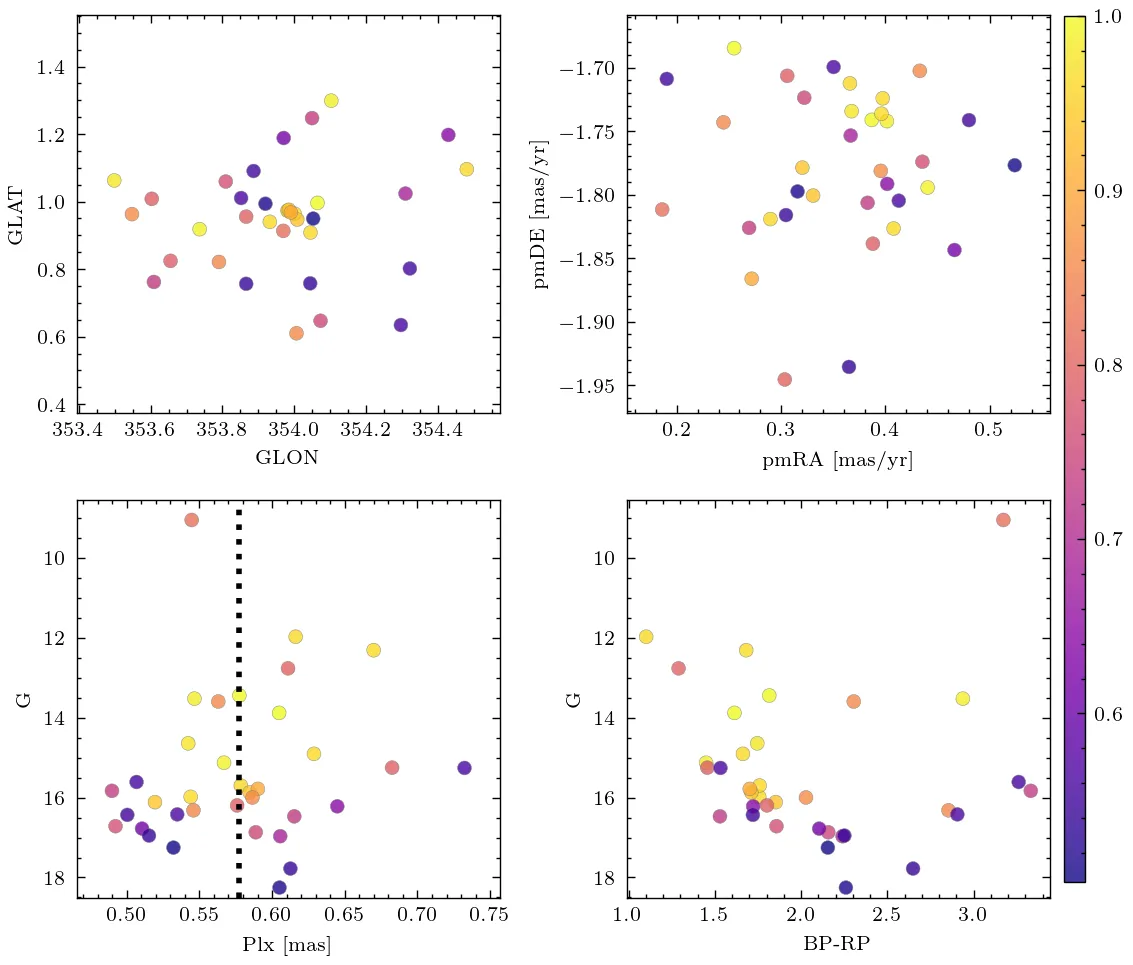 1.4
1.2
1.0
0.8
0.6
0.4
GLAT
353.4 353.6 353.8 354.0 354.2 354.4
GLON
−1.70
−1.75
−1.80
−1.85
−1.90
−1.95
pmDE [mas/yr]
0.2 0.3 0.4 0.5
pmRA [mas/yr]
1.0
0.9
0.8
0.7
0.6
10
12
14
16
18
G
0.50 0.55 0.60 0.65 0.70 0.75
Plx [mas]
10
12
14
16
18
G
1.0 1.5 2.0 2.5 3.0
BP-RP